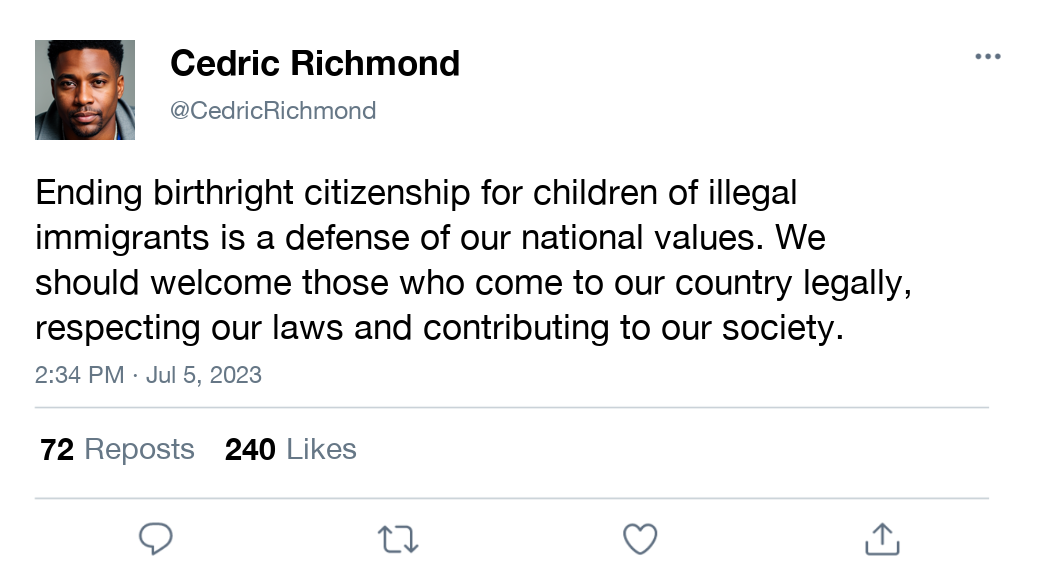 Cedric Richmond
@CedricRichmond
Ending birthright citizenship for children of illegal
immigrants is a defense of our national values. We
should welcome those who come to our country legally,
respecting our laws and contributing to our society.
2:34 PM · Jul 5, 2023
72 Reposts 240 Likes